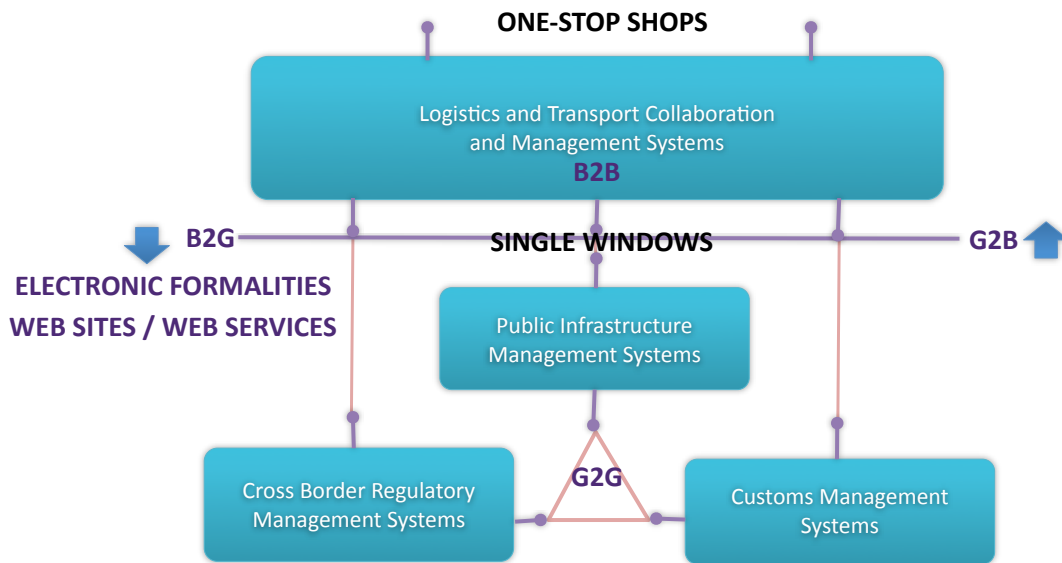 ONE-STOP SHOPS
Logistics and Transport Collaboration
and Management Systems
B2B
B2G
SINGLE WINDOWS
G2B
ELECTRONIC FORMALITIES
WEB SITES / WEB SERVICES
Public Infrastructure
Management Systems
G2G
Cross Border Regulatory
Management Systems
Customs Management
Systems